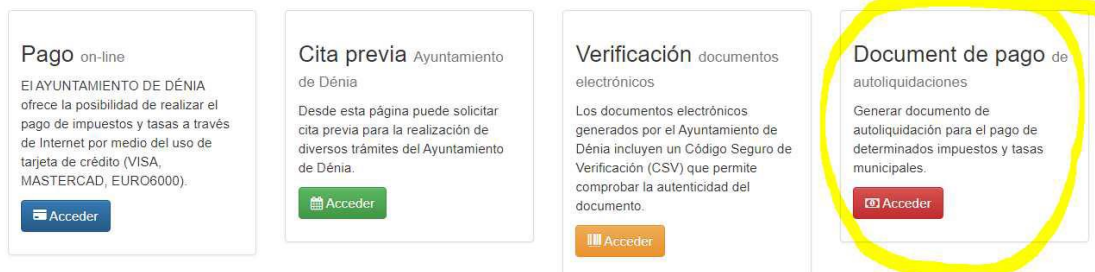 Pago on-line
El AYUNTAMIENTO DE DÉNIA
ofrece la posibilidad de realizar el
pago de impuestos y tasas a través
de Internet por medio del uso de
tarjeta de crédito (VISA,
MASTERCAD, EURO6000).
Acceder
Cita previa Ayuntamiento
de Dénia
Desde esta página puede solicitar
cita previa para la realización de
diversos trámites del Ayuntamiento
de Dénia.
Acceder
Verificación documentos
electrónicos
Los documentos electrónicos
generados por el Ayuntamiento de
Dénia incluyen un Código Seguro de
Verificación (CSV) que permite
comprobar la autenticidad del
documento.
Acceder
Document de pago de
autoliquidaciones
Generar documento de
autoliquidación para el pago de
determinados impuestos y tasas
municipales.
Acceder